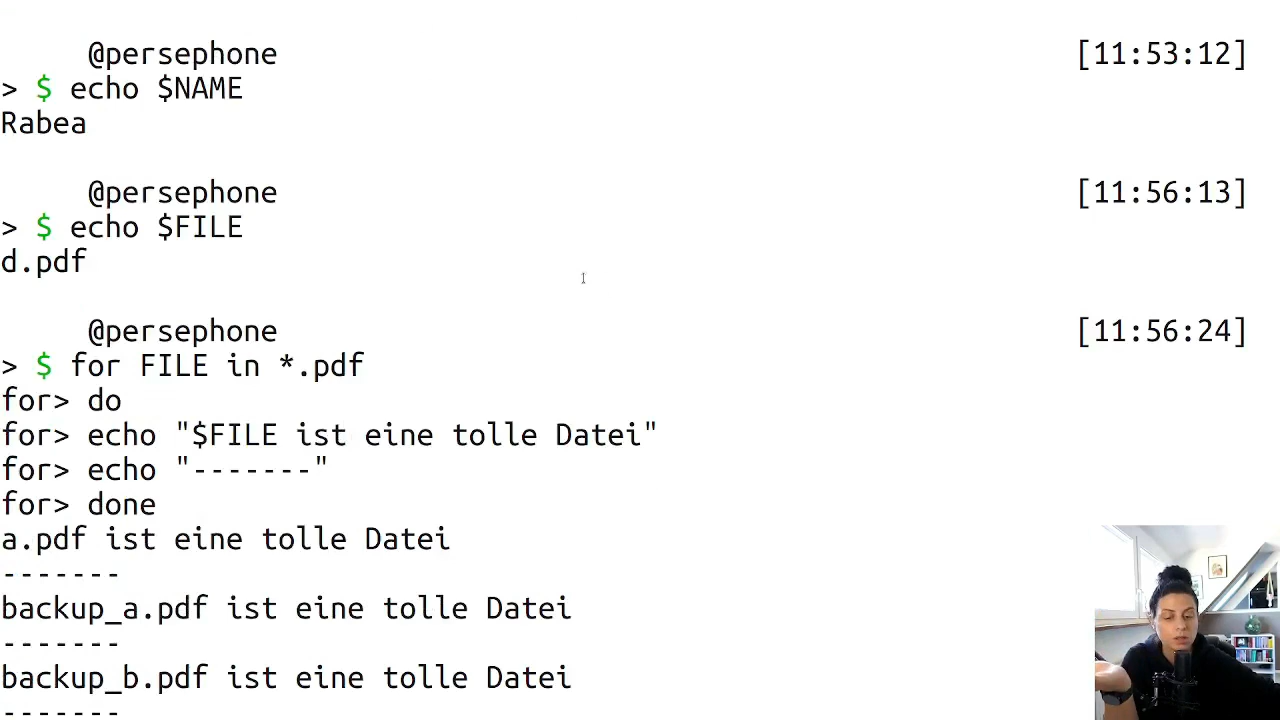 @persephone [11:53:12]
> $ echo $NAME
Rabea
@persephone [11:56:13]
> $ echo $FILE
d.pdf
@persephone [11:56:24]
> $ for FILE in *.pdf
for> do
for> echo "$FILE ist eine tolle Datei"
for> echo "-------"
for> done
a.pdf ist eine tolle Datei
-------
backup_a.pdf ist eine tolle Datei
-------
backup_b.pdf ist eine tolle Datei
-------